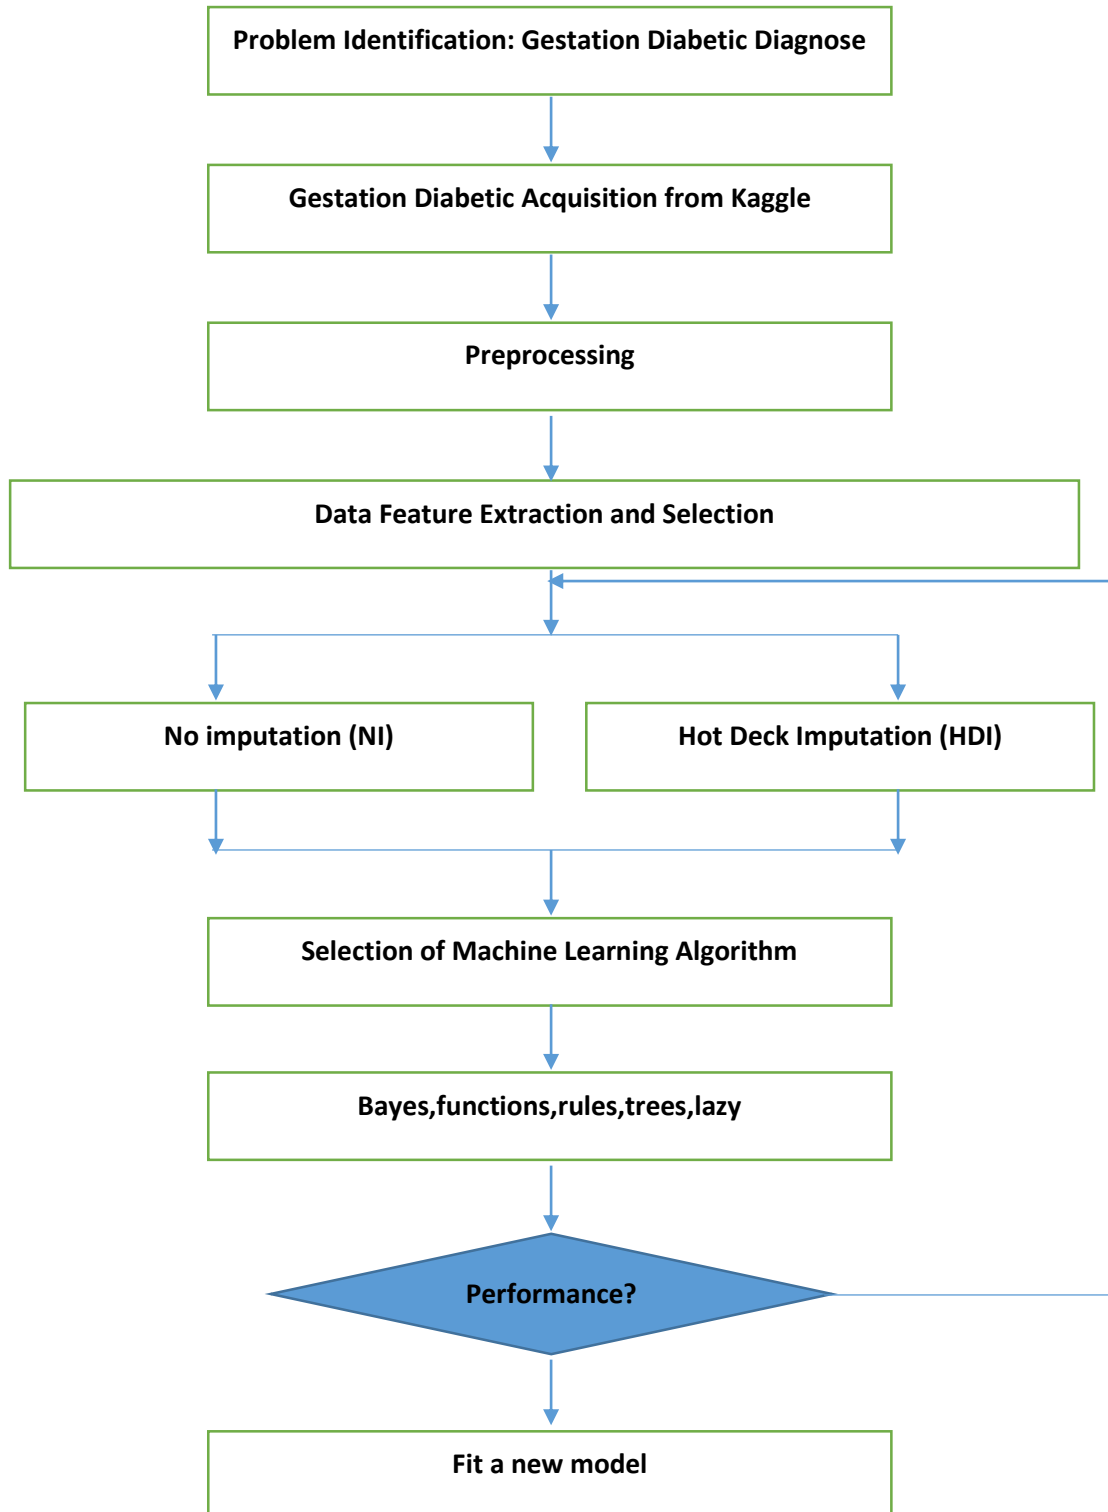 Problem Identification: Gestation Diabetic Diagnose
Gestation Diabetic Acquisition from Kaggle
Preprocessing
Data Feature Extraction and Selection
No imputation (NI)
Hot Deck Imputation (HDI)
Selection of Machine Learning Algorithm
Bayes,functions,rules,trees,lazy
Performance?
Fit a new model